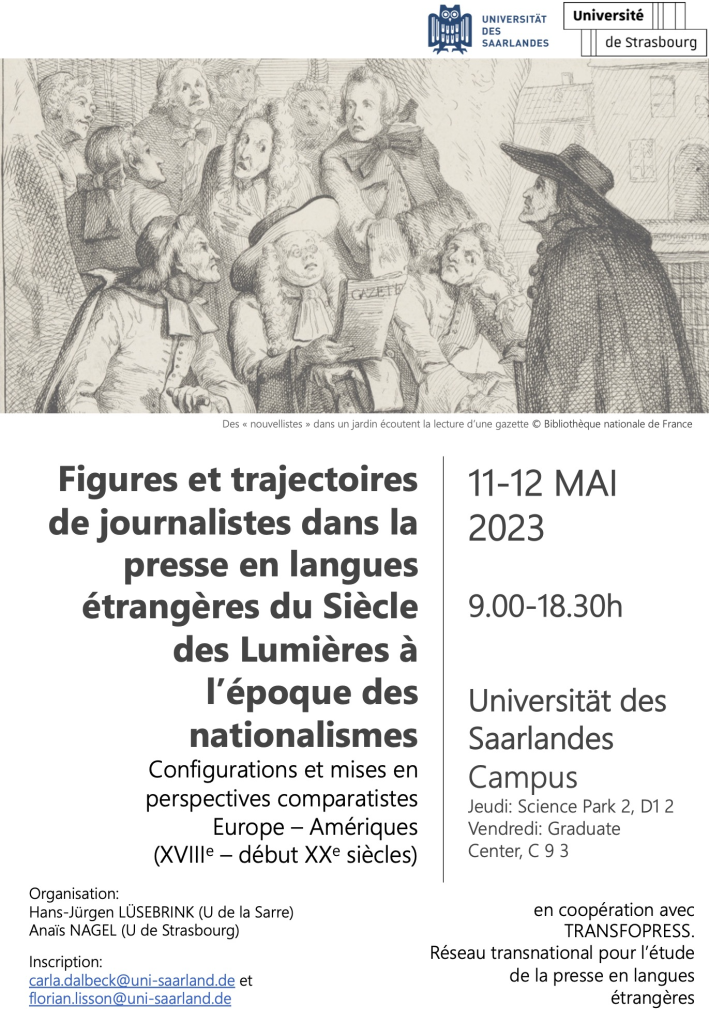 UNIVERSITÄT
DES
SAARLANDES
Université
de Strasbourg
GAZETE
Des « nouvellistes » dans un jardin écoutent la lecture d'une gazette © Bibliothèque nationale de France
Figures et trajectoires
de journalistes dans la
presse en langues
étrangères du Siècle
des Lumières à
l'époque des
nationalismes
Configurations et mises en
perspectives comparatistes
Europe – Amériques
(XVIIIe – début XXe siècles)
11-12 MAI
2023
9.00-18.30h
Universität des
Saarlandes
Campus
Jeudi: Science Park 2, D1 2
Vendredi: Graduate
Center, C 9 3
Organisation:
Hans-Jürgen LÜSEBRINK (U de la Sarre)
Anaïs NAGEL (U de Strasbourg)
Inscription:
carla.dalbeck@uni-saarland.de et
florian.lisson@uni-saarland.de
en coopération avec
TRANSFOPRESS.
Réseau transnational pour l'étude
de la presse en langues
étrangères